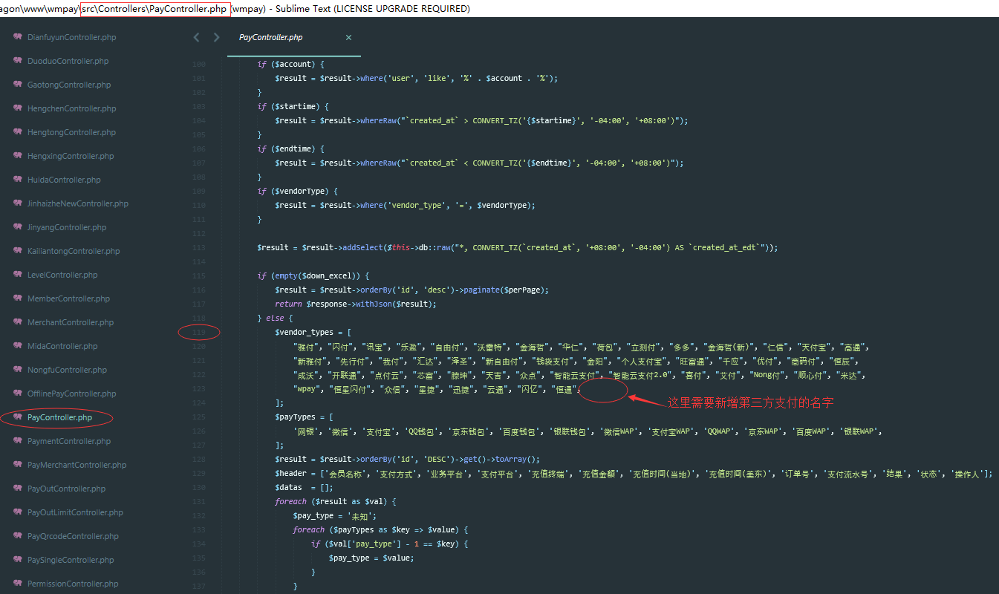 agon\www\wmpay\src\Controllers\PayController.php (wmpay) - Sublime Text (LICENSE UPGRADE REQUIRED)
DianfuyunController.php
DuoduoController.php
GaotongController.php
HengchenController.php
HengtongController.php
HengxingController.php
HuidaController.php
JinhaizheNewController.php
JinyangController.php
KailiantongController.php
LevelController.php
MemberController.php
MerchantController.php
MidaController.php
NongfuController.php
OfflinePayController.php
PayController.php
PaymentController.php
PayMerchantController.php
PayOutController.php
PayOutLimitController.php
PayQrcodeController.php
PaySingleController.php
PermissionController.php
PayController.php ×
100 if ($account) {
101 $result = $result->where('user', 'like', '%' . $account . '%');
102 }
103 if ($startime) {
104 $result = $result->whereRaw("`created_at` > CONVERT_TZ('{$startime}', '-04:00', '+08:00')");
105 }
106 if ($endtime) {
107 $result = $result->whereRaw("`created_at` < CONVERT_TZ('{$endtime}', '-04:00', '+08:00')");
108 }
109 if ($vendorType) {
110 $result = $result->where('vendor_type', '=', $vendorType);
111 }
112
113 $result = $result->addSelect($this->db::raw("*, CONVERT_TZ(`created_at`, '+08:00', '-04:00') AS `created_at_edt`"));
114
115 if (empty($down_excel)) {
116 $result = $result->orderBy('id', 'desc')->paginate($perPage);
117 return $response->withJson($result);
118 } else {
119 $vendor_types = [
120 "雅付", "闪付", "讯宝", "乐盈", "自由付", "沃雷特", "金海哲", "华仁", "荷包", "立刻付", "多多", "金海哲(新)", "仁信", "天付宝", "高通",
121 "新雅付", "先行付", "我付", "汇达", "泽圣", "新自由付", "钱袋支付", "金阳", "个人支付宝", "旺富通", "千应", "优付", "商码付", "恒辰",
122 "成沃", "开联通", "点付云", "芯富", "滕坤", "天吉", "众点", "智能云支付", "智能云支付2.0", "喜付", "艾付", "Nong付", "顺心付", "米达",
123 "wpay", "恒星闪付", "众信", "星捷", "迅捷", "云通", "闪亿", "恒通",
124 ];
这里需要新增第三方支付的名字
125 $payTypes = [
126 '网银', '微信', '支付宝', 'QQ钱包', '京东钱包', '百度钱包', '银联钱包', '微信WAP', '支付宝WAP', 'QQWAP', '京东WAP', '百度WAP', '银联WAP',
127 ];
128 $result = $result->orderBy('id', 'DESC')->get()->toArray();
129 $header = ['会员名称', '支付方式', '业务平台', '支付平台', '充值终端', '充值金额', '充值时间(当地)', '充值时间(美东)', '订单号', '支付流水号', '结果', '状态', '操作人'];
130 $datas = [];
131 foreach ($result as $val) {
132 $pay_type = '未知';
133 foreach ($payTypes as $key => $value) {
134 if ($val['pay_type'] - 1 == $key) {
135 $pay_type = $value;
136 }
137 }